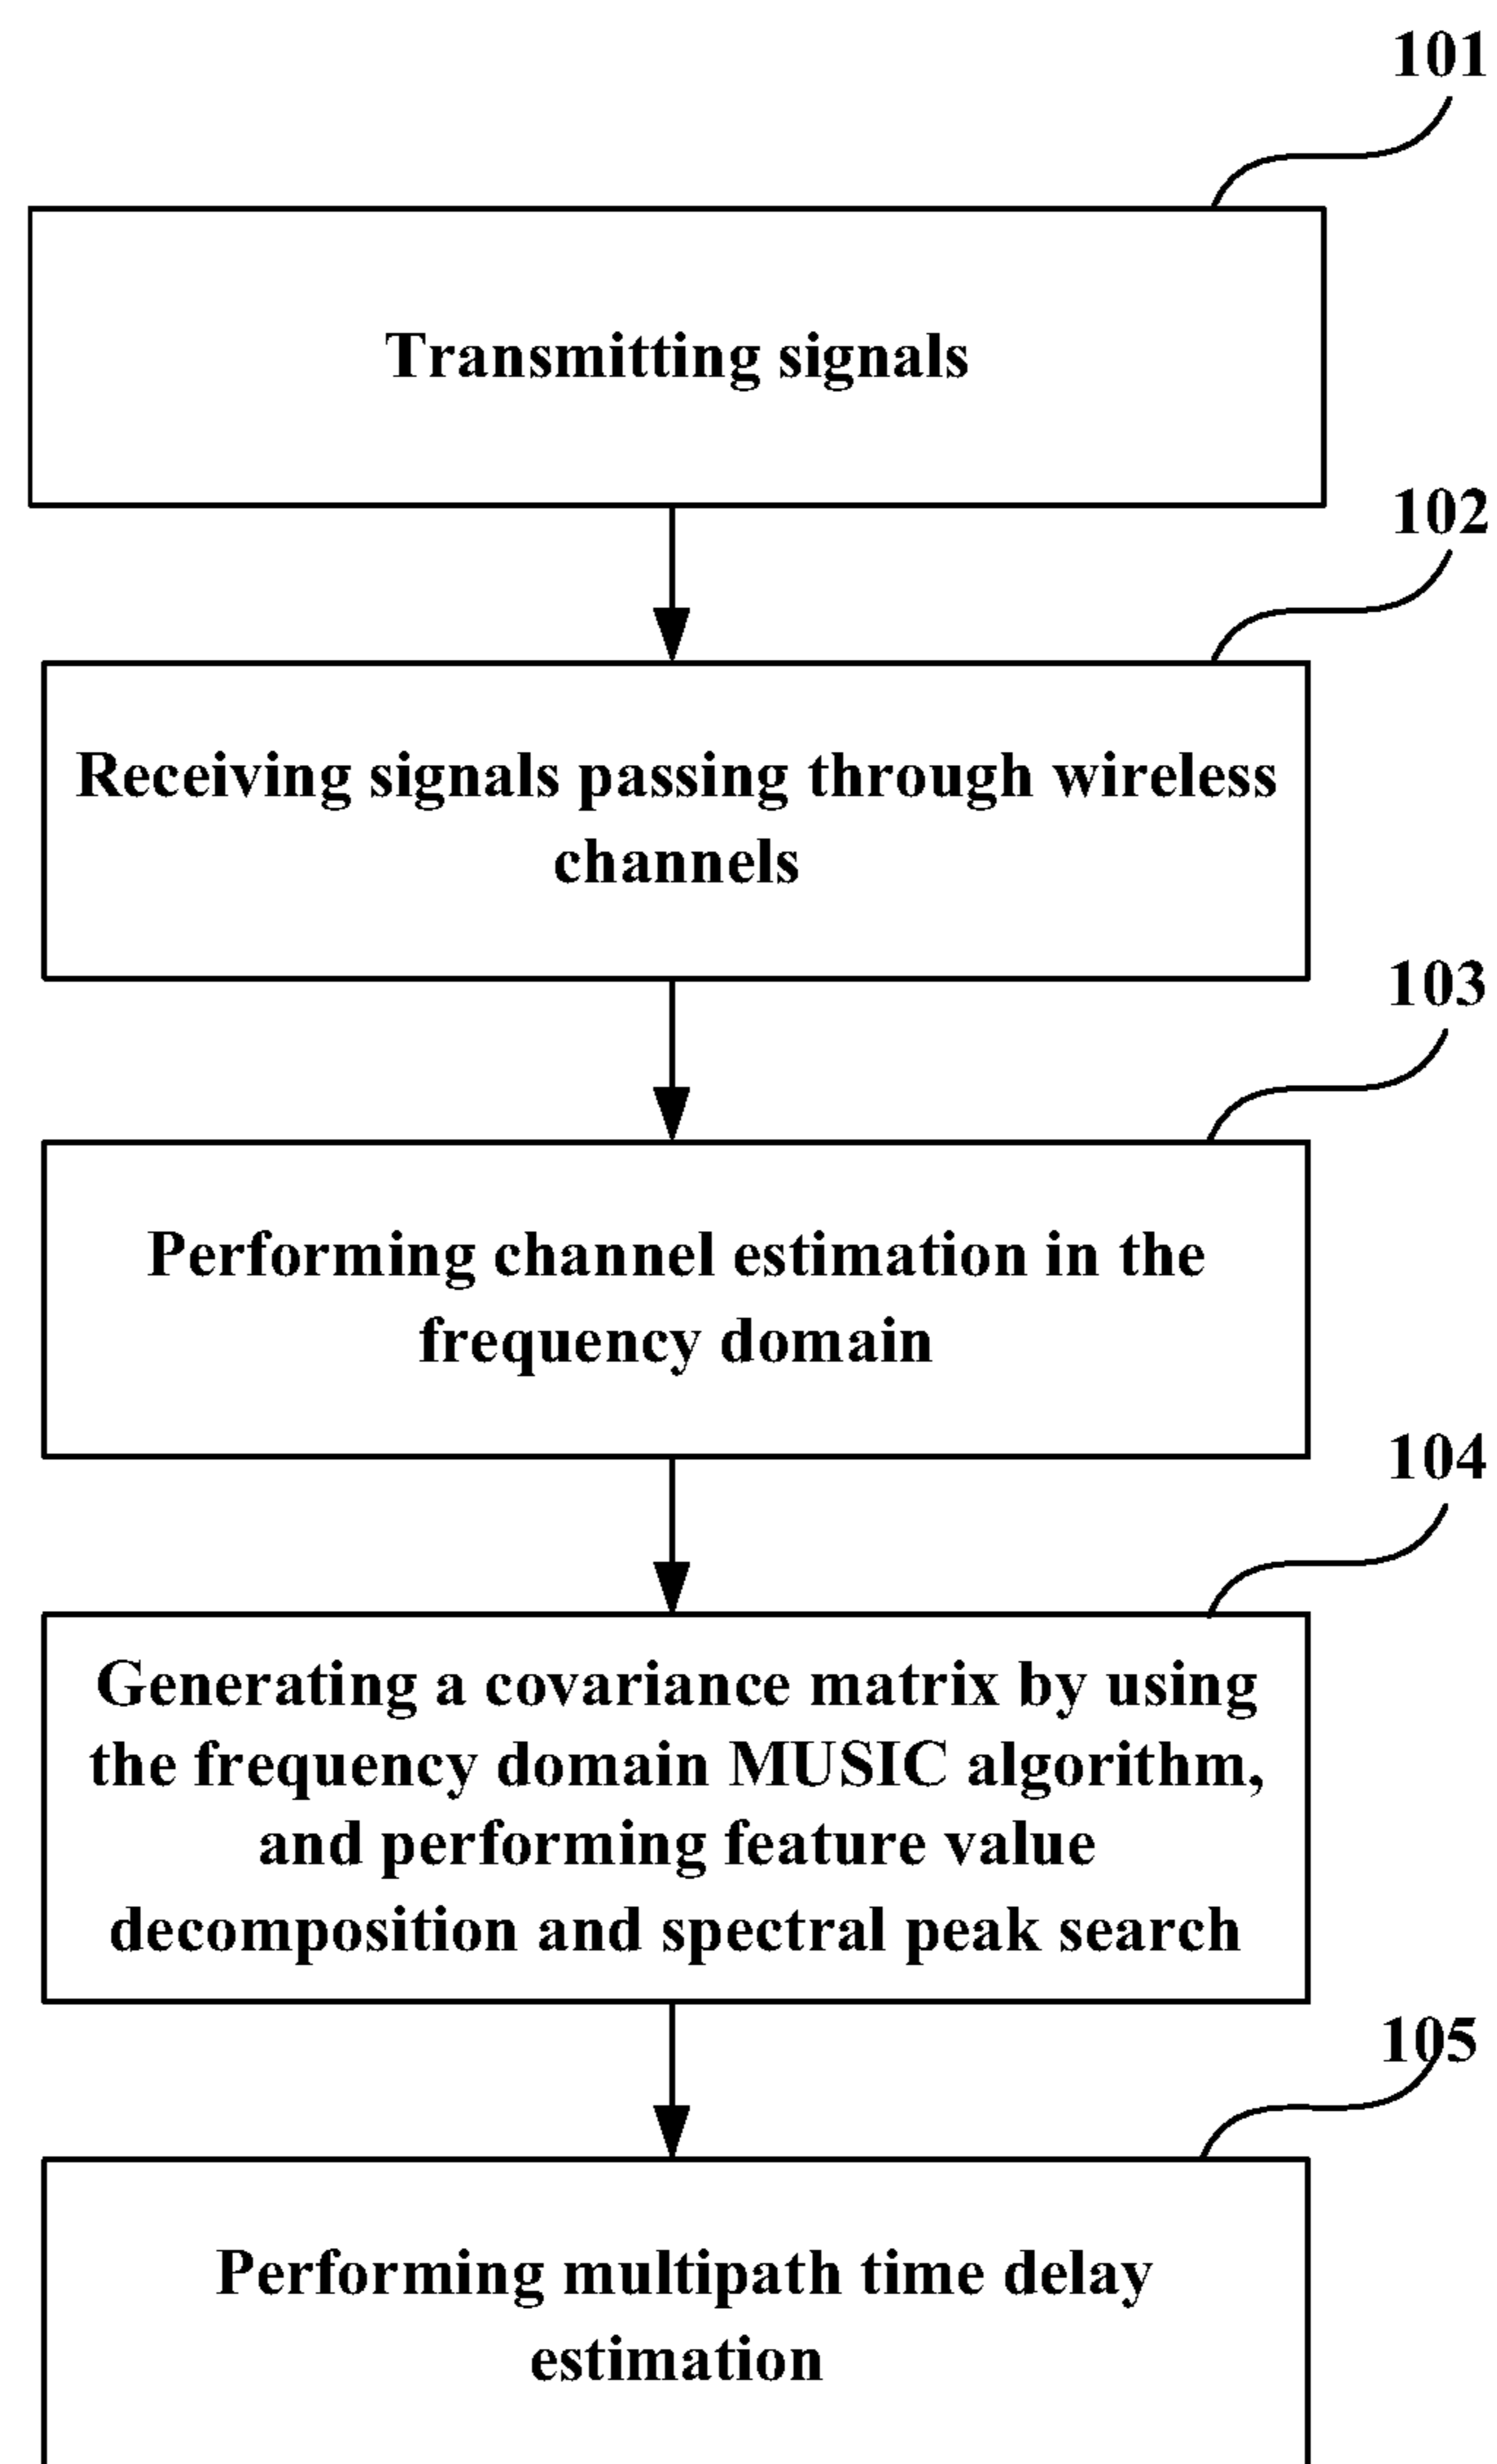 101
Transmitting signals
102
Receiving signals passing through wireless
channels
103
Performing channel estimation in the
frequency domain
104
Generating a covariance matrix by using
the frequency domain MUSIC algorithm,
and performing feature value
decomposition and spectral peak search
105
Performing multipath time delay
estimation